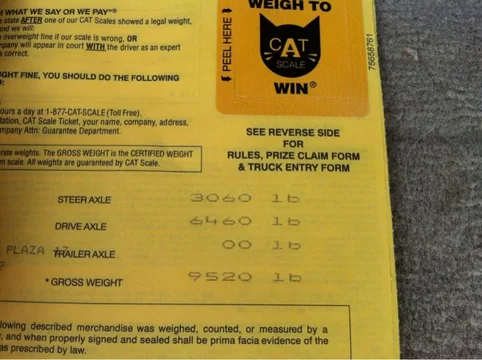 WHAT WE SAY OR WE PAY"®
state AFTER one of our CAT Scales showed a legal weight,
and we will:
overweight fine if our scale is wrong, OR
pany will appear in court WITH the driver as an expert
s correct.
GHT FINE, YOU SHOULD DO THE FOLLOWING
ours a day at 1-877-CAT-SCALE (Toll Free).
tation, CAT Scale Ticket, your name, company, address,
mpany Attn: Guarantee Department.
rate weights. The GROSS WEIGHT is the CERTIFIED WEIGHT
m scale. All weights are guaranteed by CAT Scale.
PEEL HERE
WEIGH TO
CAT
SCALE
WIN®
75658761
SEE REVERSE SIDE
FOR
RULES, PRIZE CLAIM FORM
& TRUCK ENTRY FORM
STEER AXLE 3060 lb
DRIVE AXLE 6460 lb
PLAZA TRAILER AXLE 00 lb
* GROSS WEIGHT 9520 lb
lowing described merchandise was weighed, counted, or measured by a
, and when properly signed and sealed shall be prima facia evidence of the
as prescribed by law.